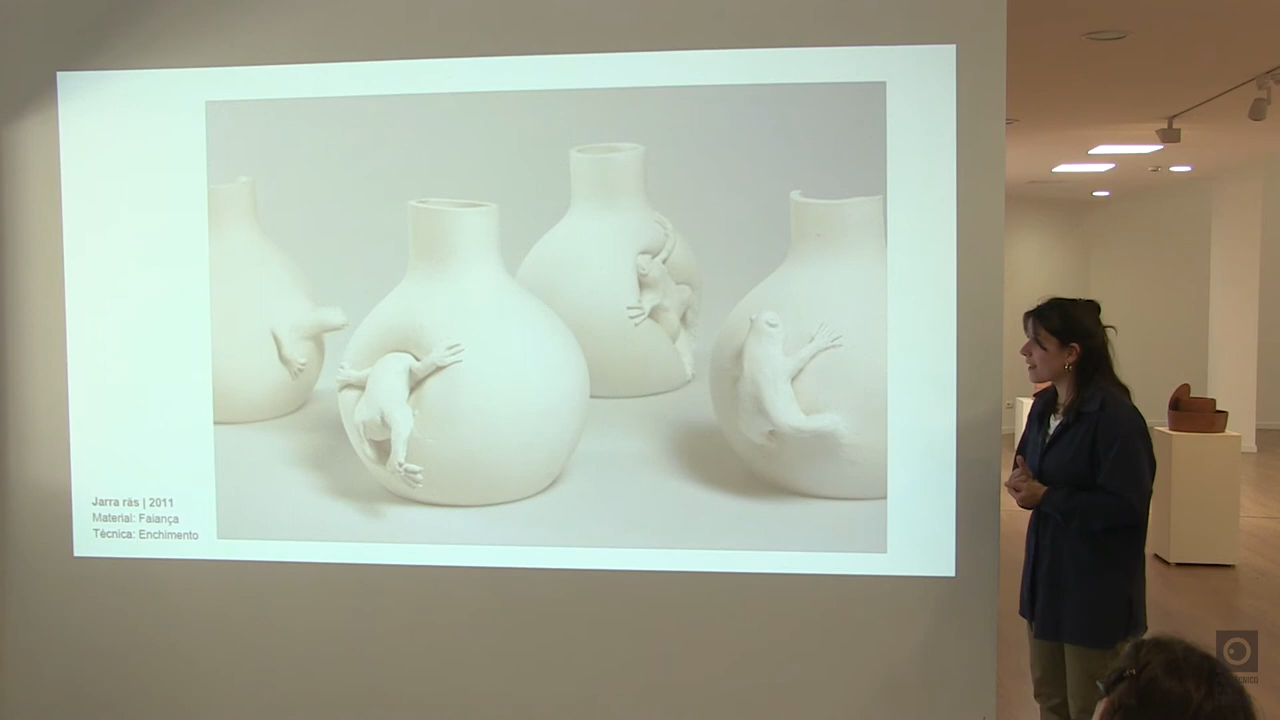 Jarra rãs | 2011
Material: Faiança
Técnica: Enchimento